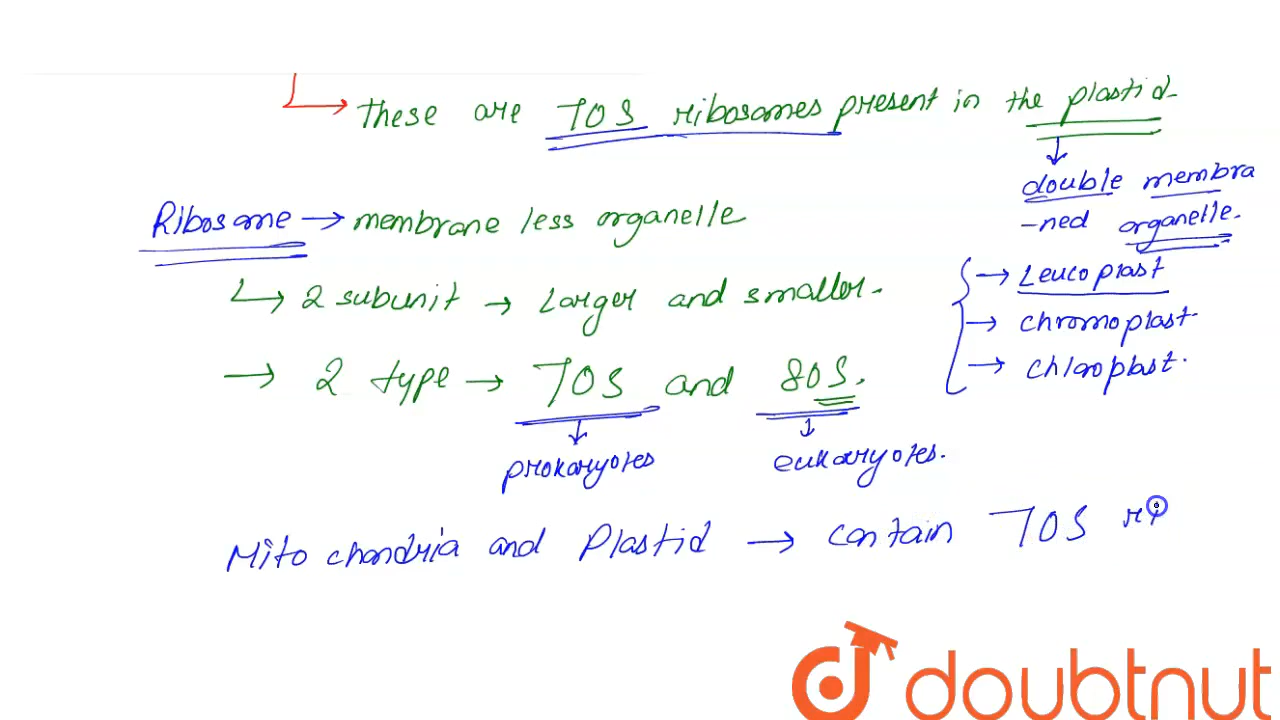 These are 70S ribosomes present in the plastid.
double membra
-ned organelle.
Ribosome → membrane less organelle
→ Leucoplast
→ 2 subunit → Larger and smaller.
→ chromoplast.
→ chloroplast.
→ 2 type → 70S and 80S.
prokaryotes
eukaryotes.
Mitochondria and Plastid → contain 70S ri
doubtnut